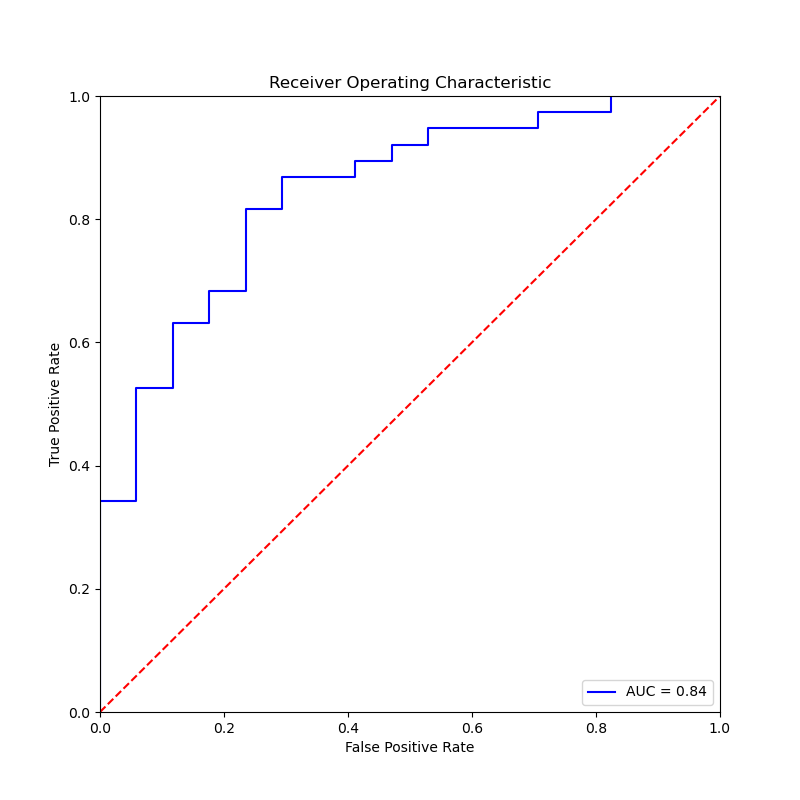 Receiver Operating Characteristic
1.0
0.8
0.6
0.4
0.2
0.0
True Positive Rate
AUC = 0.84
0.0 0.2 0.4 0.6 0.8 1.0
False Positive Rate